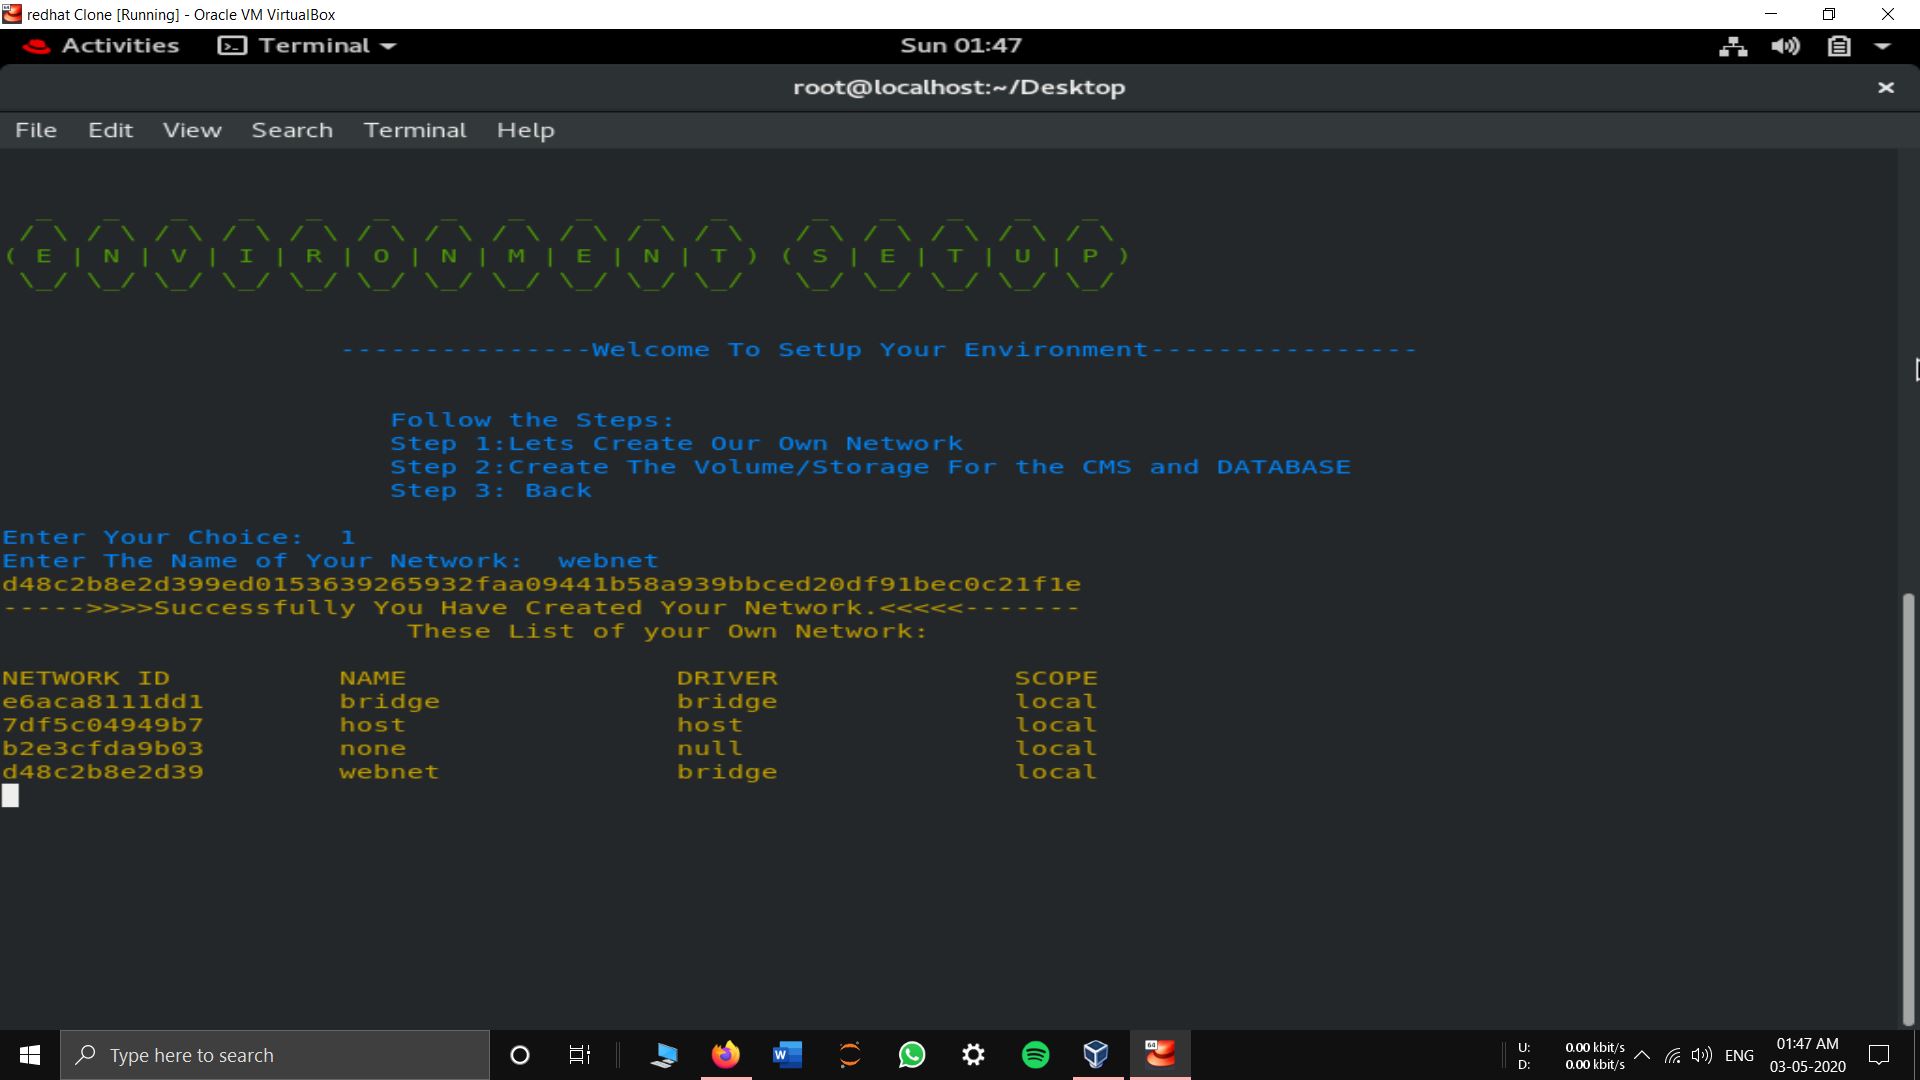 redhat Clone [Running] - Oracle VM VirtualBox
Activities Terminal Sun 01:47
root@localhost:~/Desktop
File Edit View Search Terminal Help
( E | N | V | I | R | O | N | M | E | N | T ) ( S | E | T | U | P )
---------------Welcome To SetUp Your Environment----------------
Follow the Steps:
Step 1:Lets Create Our Own Network
Step 2:Create The Volume/Storage For the CMS and DATABASE
Step 3: Back
Enter Your Choice: 1
Enter The Name of Your Network: webnet
d48c2b8e2d399ed0153639265932faa09441b58a939bbced20df91bec0c21f1e
----->>>>Successfully You Have Created Your Network.<<<<<-------
These List of your Own Network:
NETWORK ID NAME DRIVER SCOPE
e6aca8111dd1 bridge bridge local
7df5c04949b7 host host local
b2e3cfda9b03 none null local
d48c2b8e2d39 webnet bridge local
Type here to search
U: 0.00 kbit/s
D: 0.00 kbit/s
ENG
01:47 AM
03-05-2020